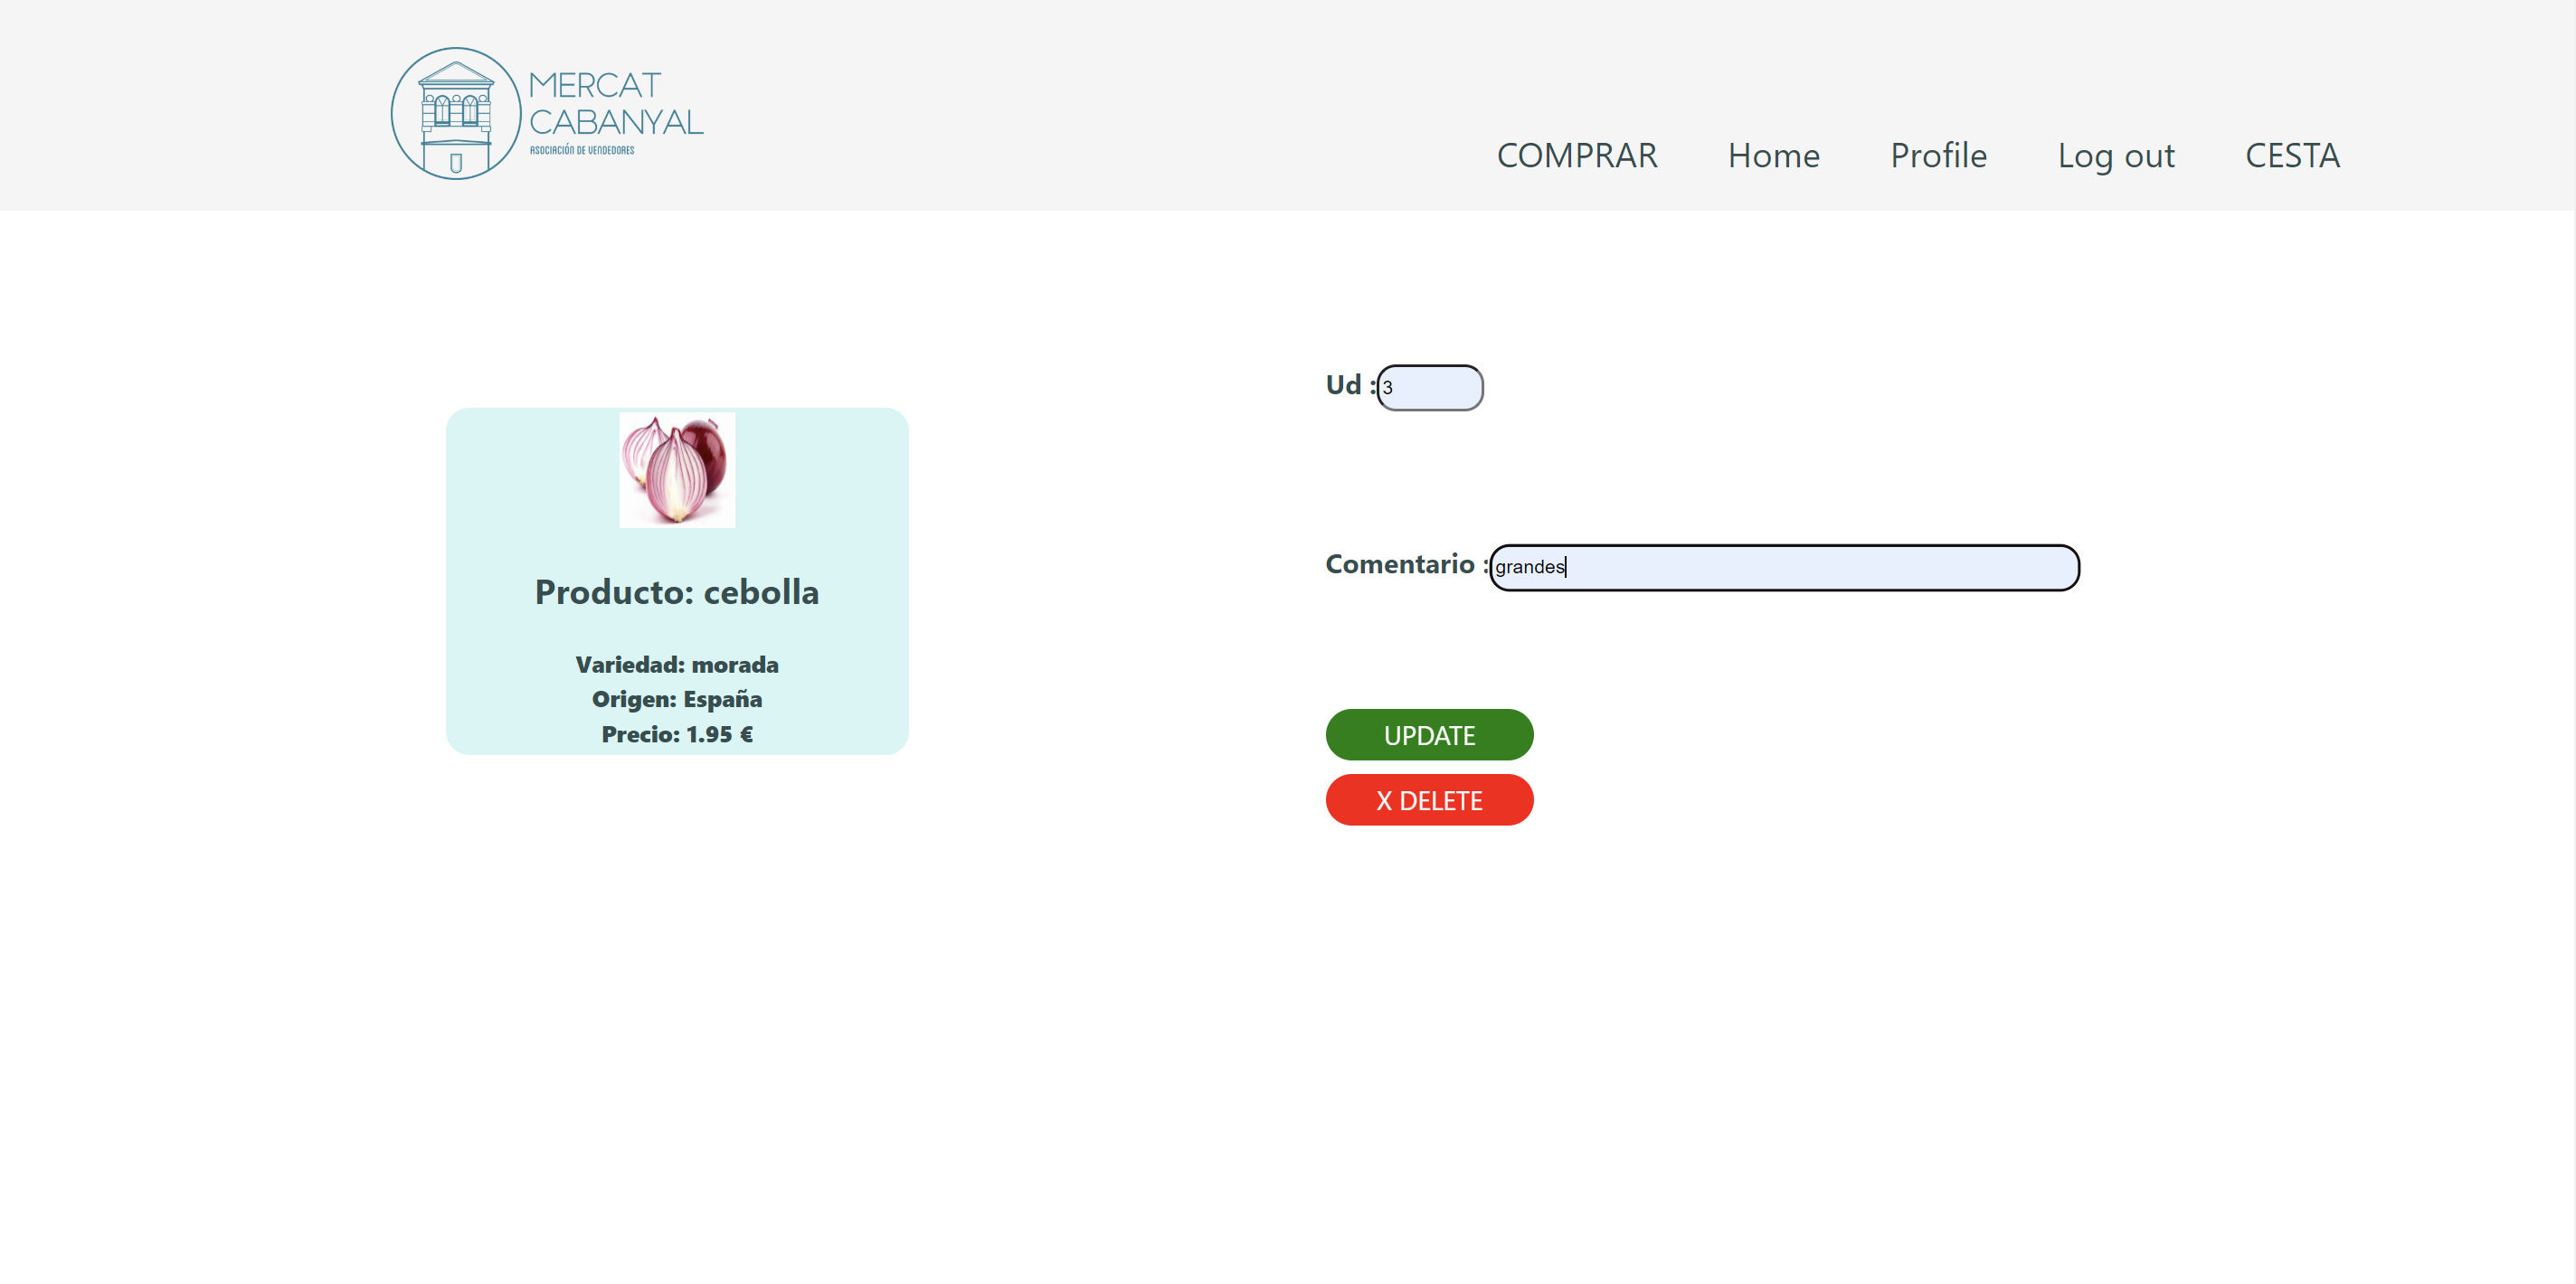 MERCAT
CABANYAL
ASOCIACIÓN DE VENDEDORES
COMPRAR Home Profile Log out CESTA
Ud : 3
Comentario : grandes
Producto: cebolla
Variedad: morada
Origen: España
Precio: 1.95 €
UPDATE
X DELETE